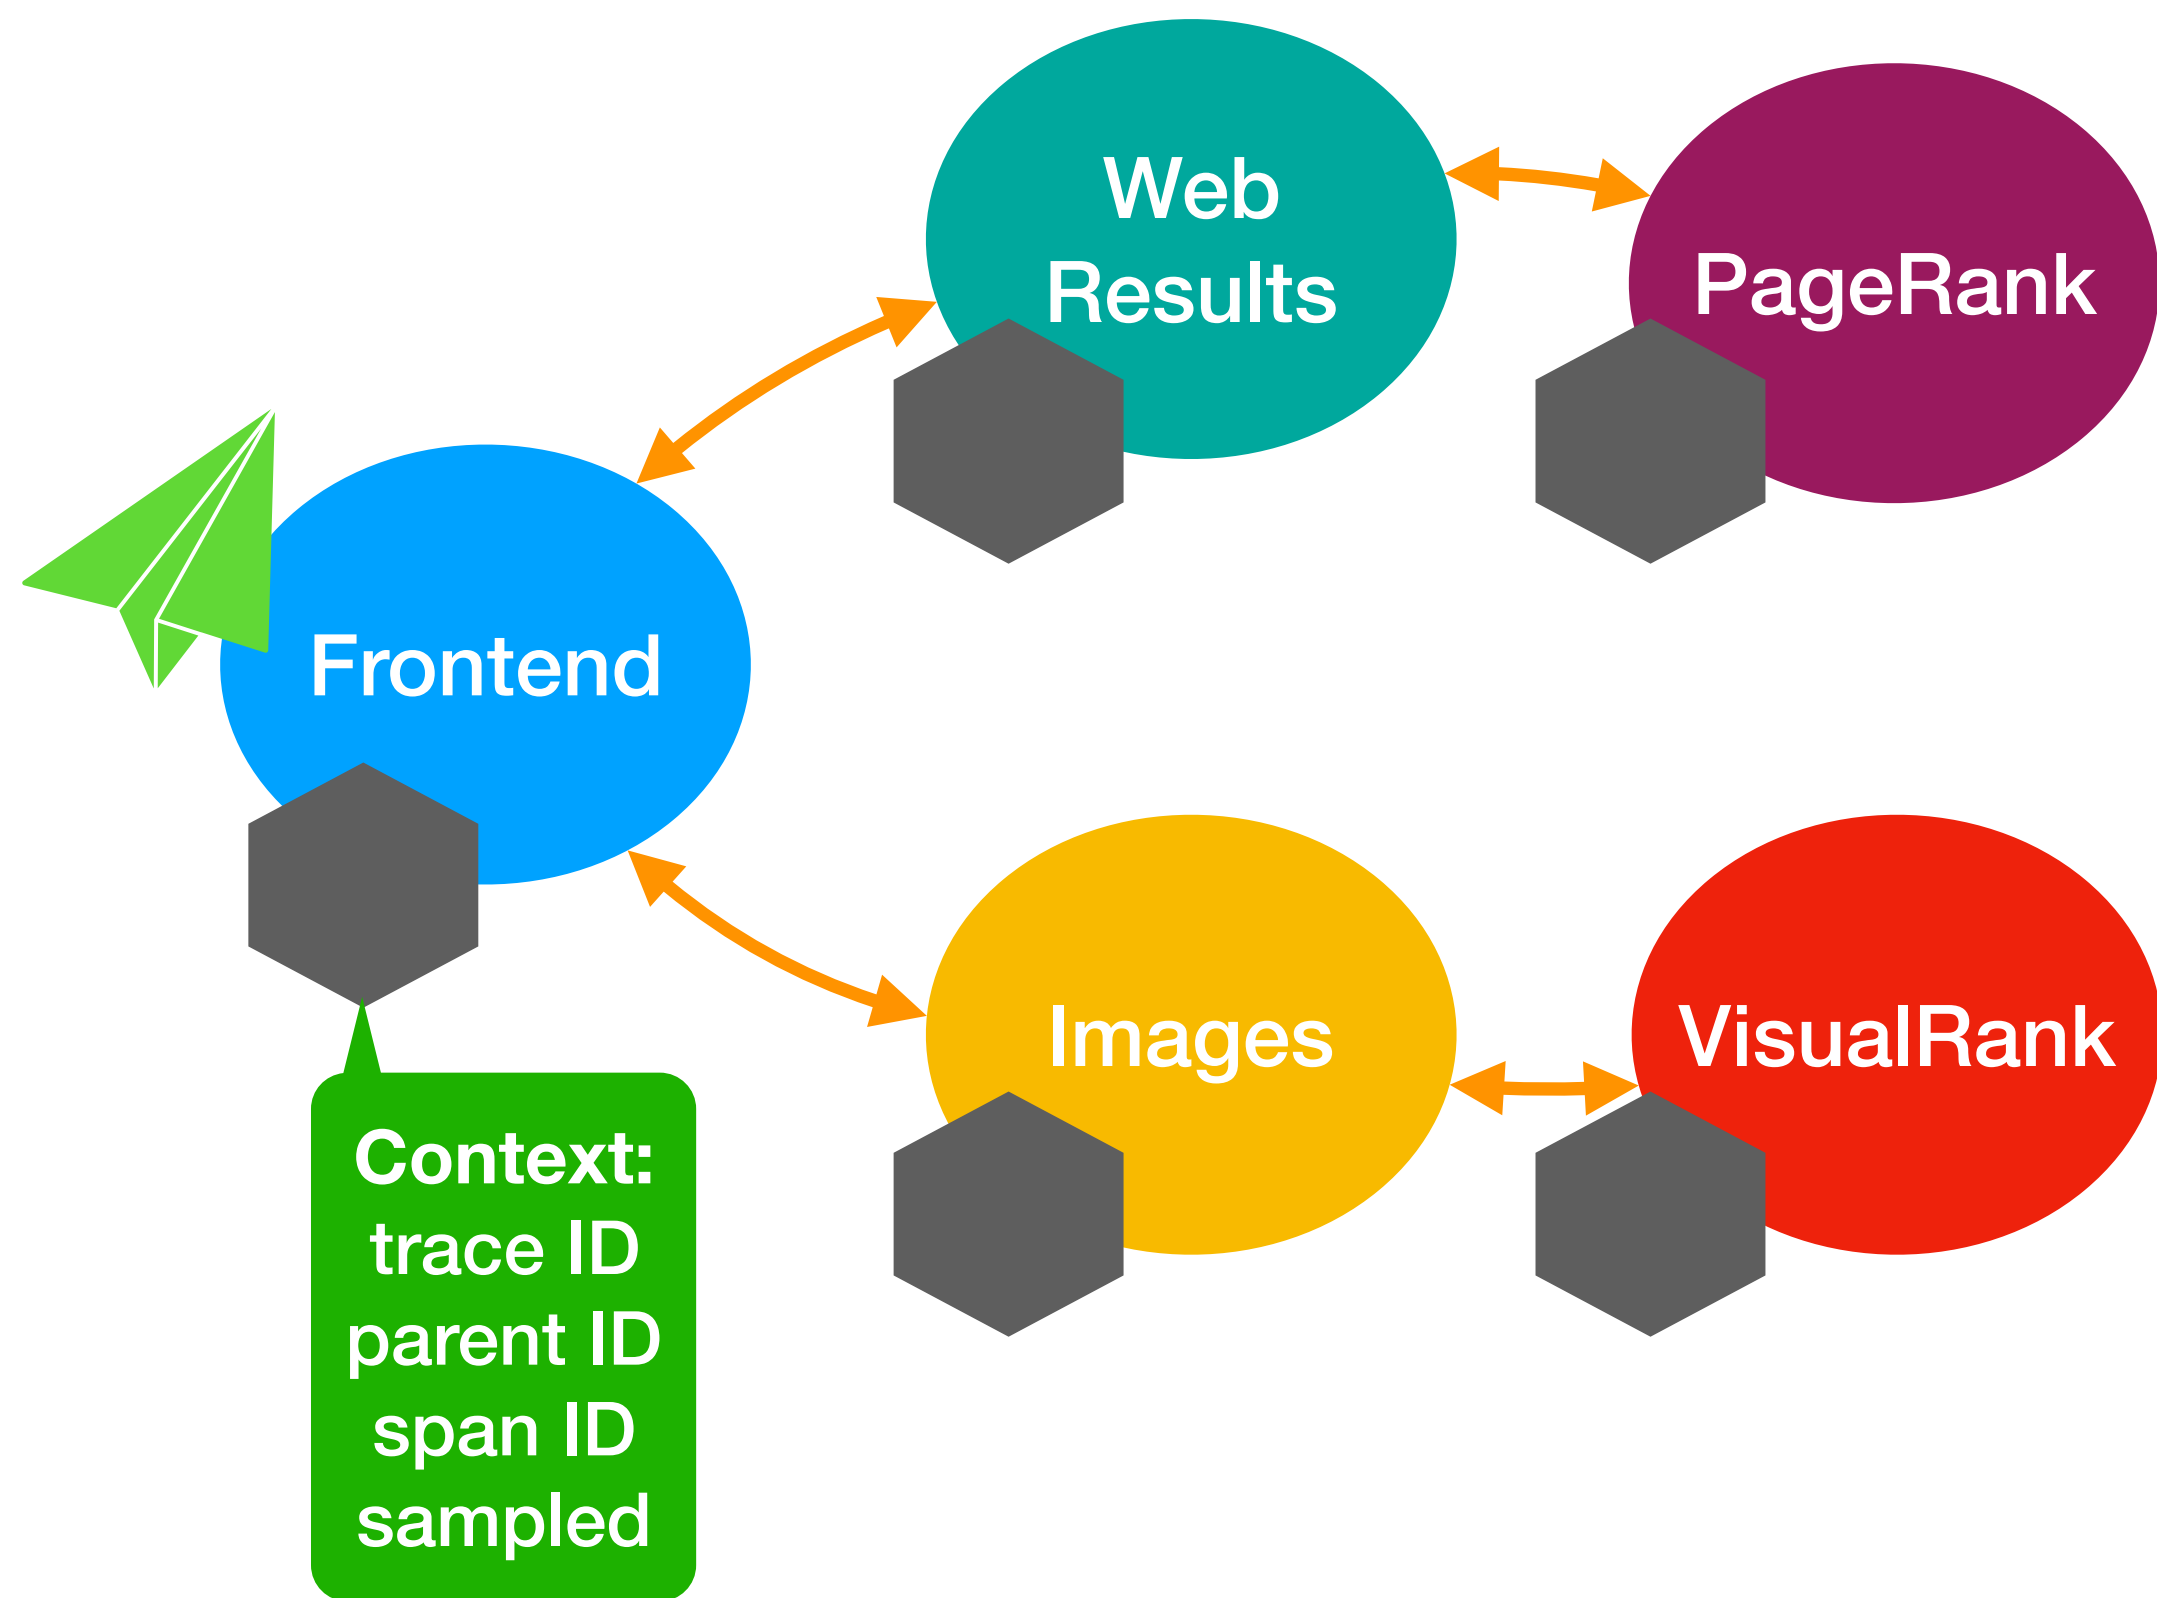 Web
Results
PageRank
Frontend
Images
VisualRank
Context:
trace ID
parent ID
span ID
sampled